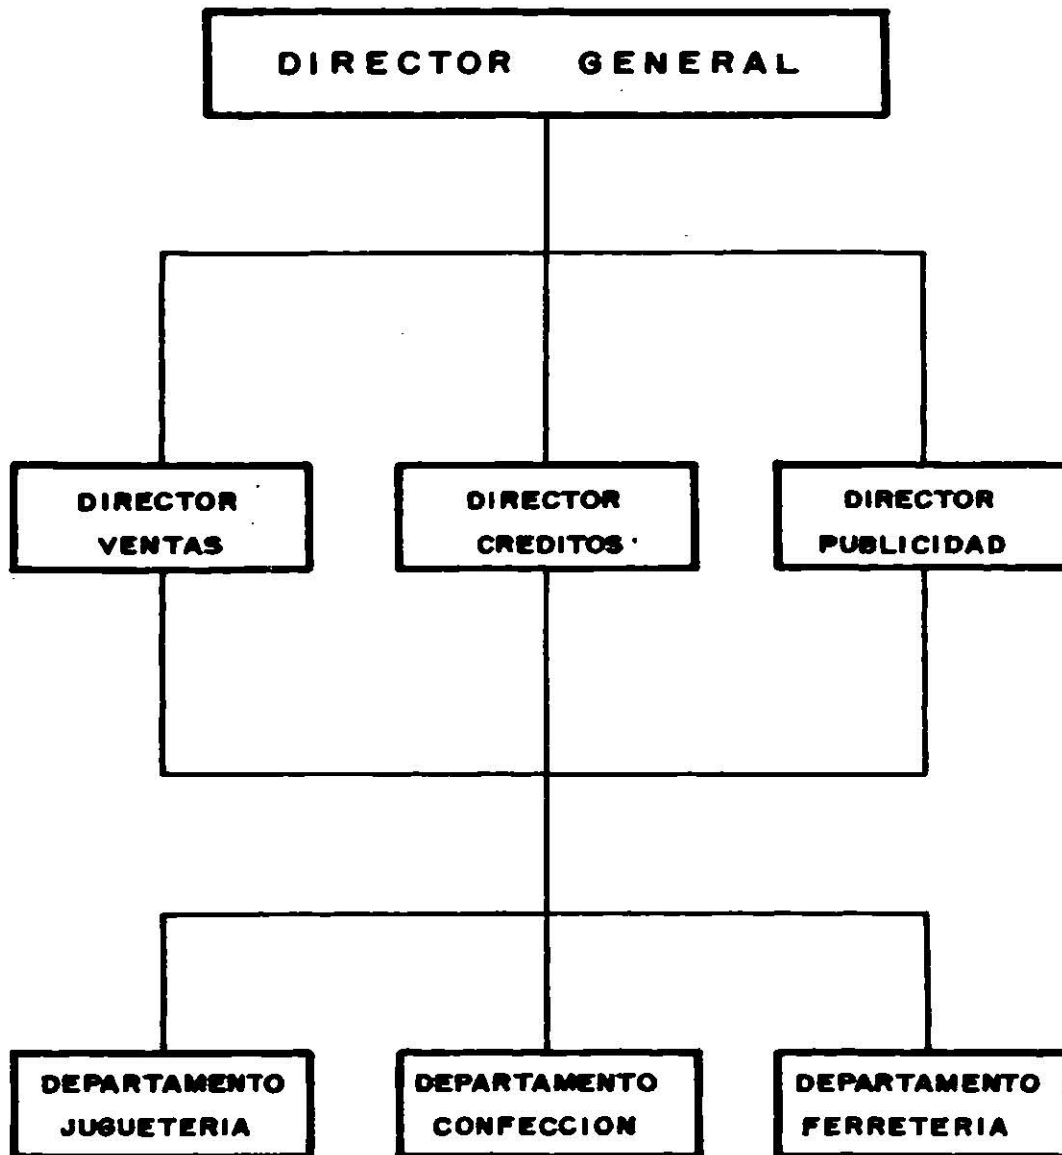 DIRECTOR GENERAL
DIRECTOR
VENTAS
DIRECTOR
CREDITOS
DIRECTOR
PUBLICIDAD
DEPARTAMENTO
JUGUETERIA
DEPARTAMENTO
CONFECCION
DEPARTAMENTO
FERRETERIA